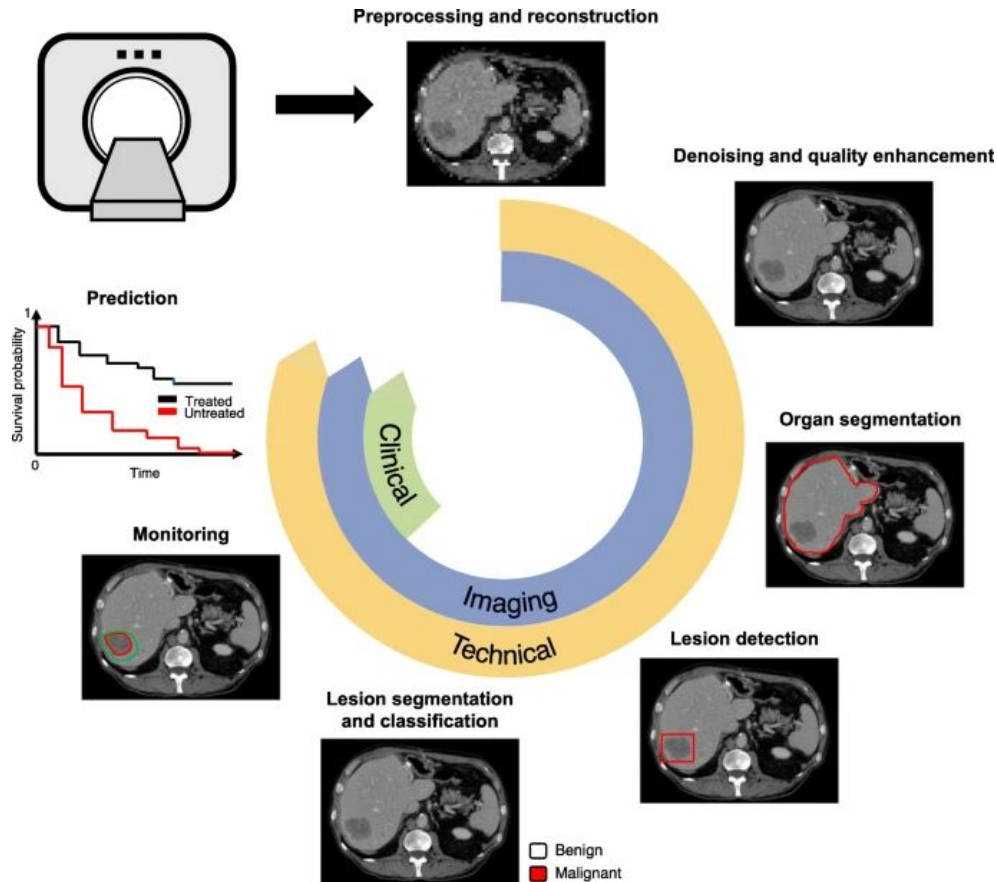 Preprocessing and reconstruction
Denoising and quality enhancement
Organ segmentation
Lesion detection
Lesion segmentation
and classification
Benign
Malignant
Monitoring
Prediction
1
Survival probability
Treated
Untreated
0
Time
Clinical
Imaging
Technical